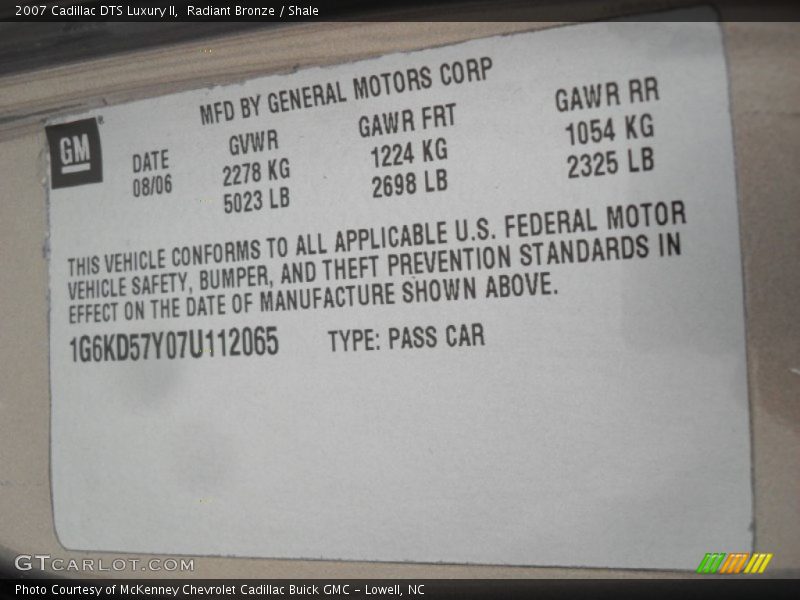 2007 Cadillac DTS Luxury II, Radiant Bronze / Shale
MFD BY GENERAL MOTORS CORP
GM®
DATE
08/06
GVWR
2278 KG
5023 LB
GAWR FRT
1224 KG
2698 LB
GAWR RR
1054 KG
2325 LB
THIS VEHICLE CONFORMS TO ALL APPLICABLE U.S. FEDERAL MOTOR
VEHICLE SAFETY, BUMPER, AND THEFT PREVENTION STANDARDS IN
EFFECT ON THE DATE OF MANUFACTURE SHOWN ABOVE.
1G6KD57Y07U112065 TYPE: PASS CAR
GTCARLOT.COM
Photo Courtesy of McKenney Chevrolet Cadillac Buick GMC - Lowell, NC